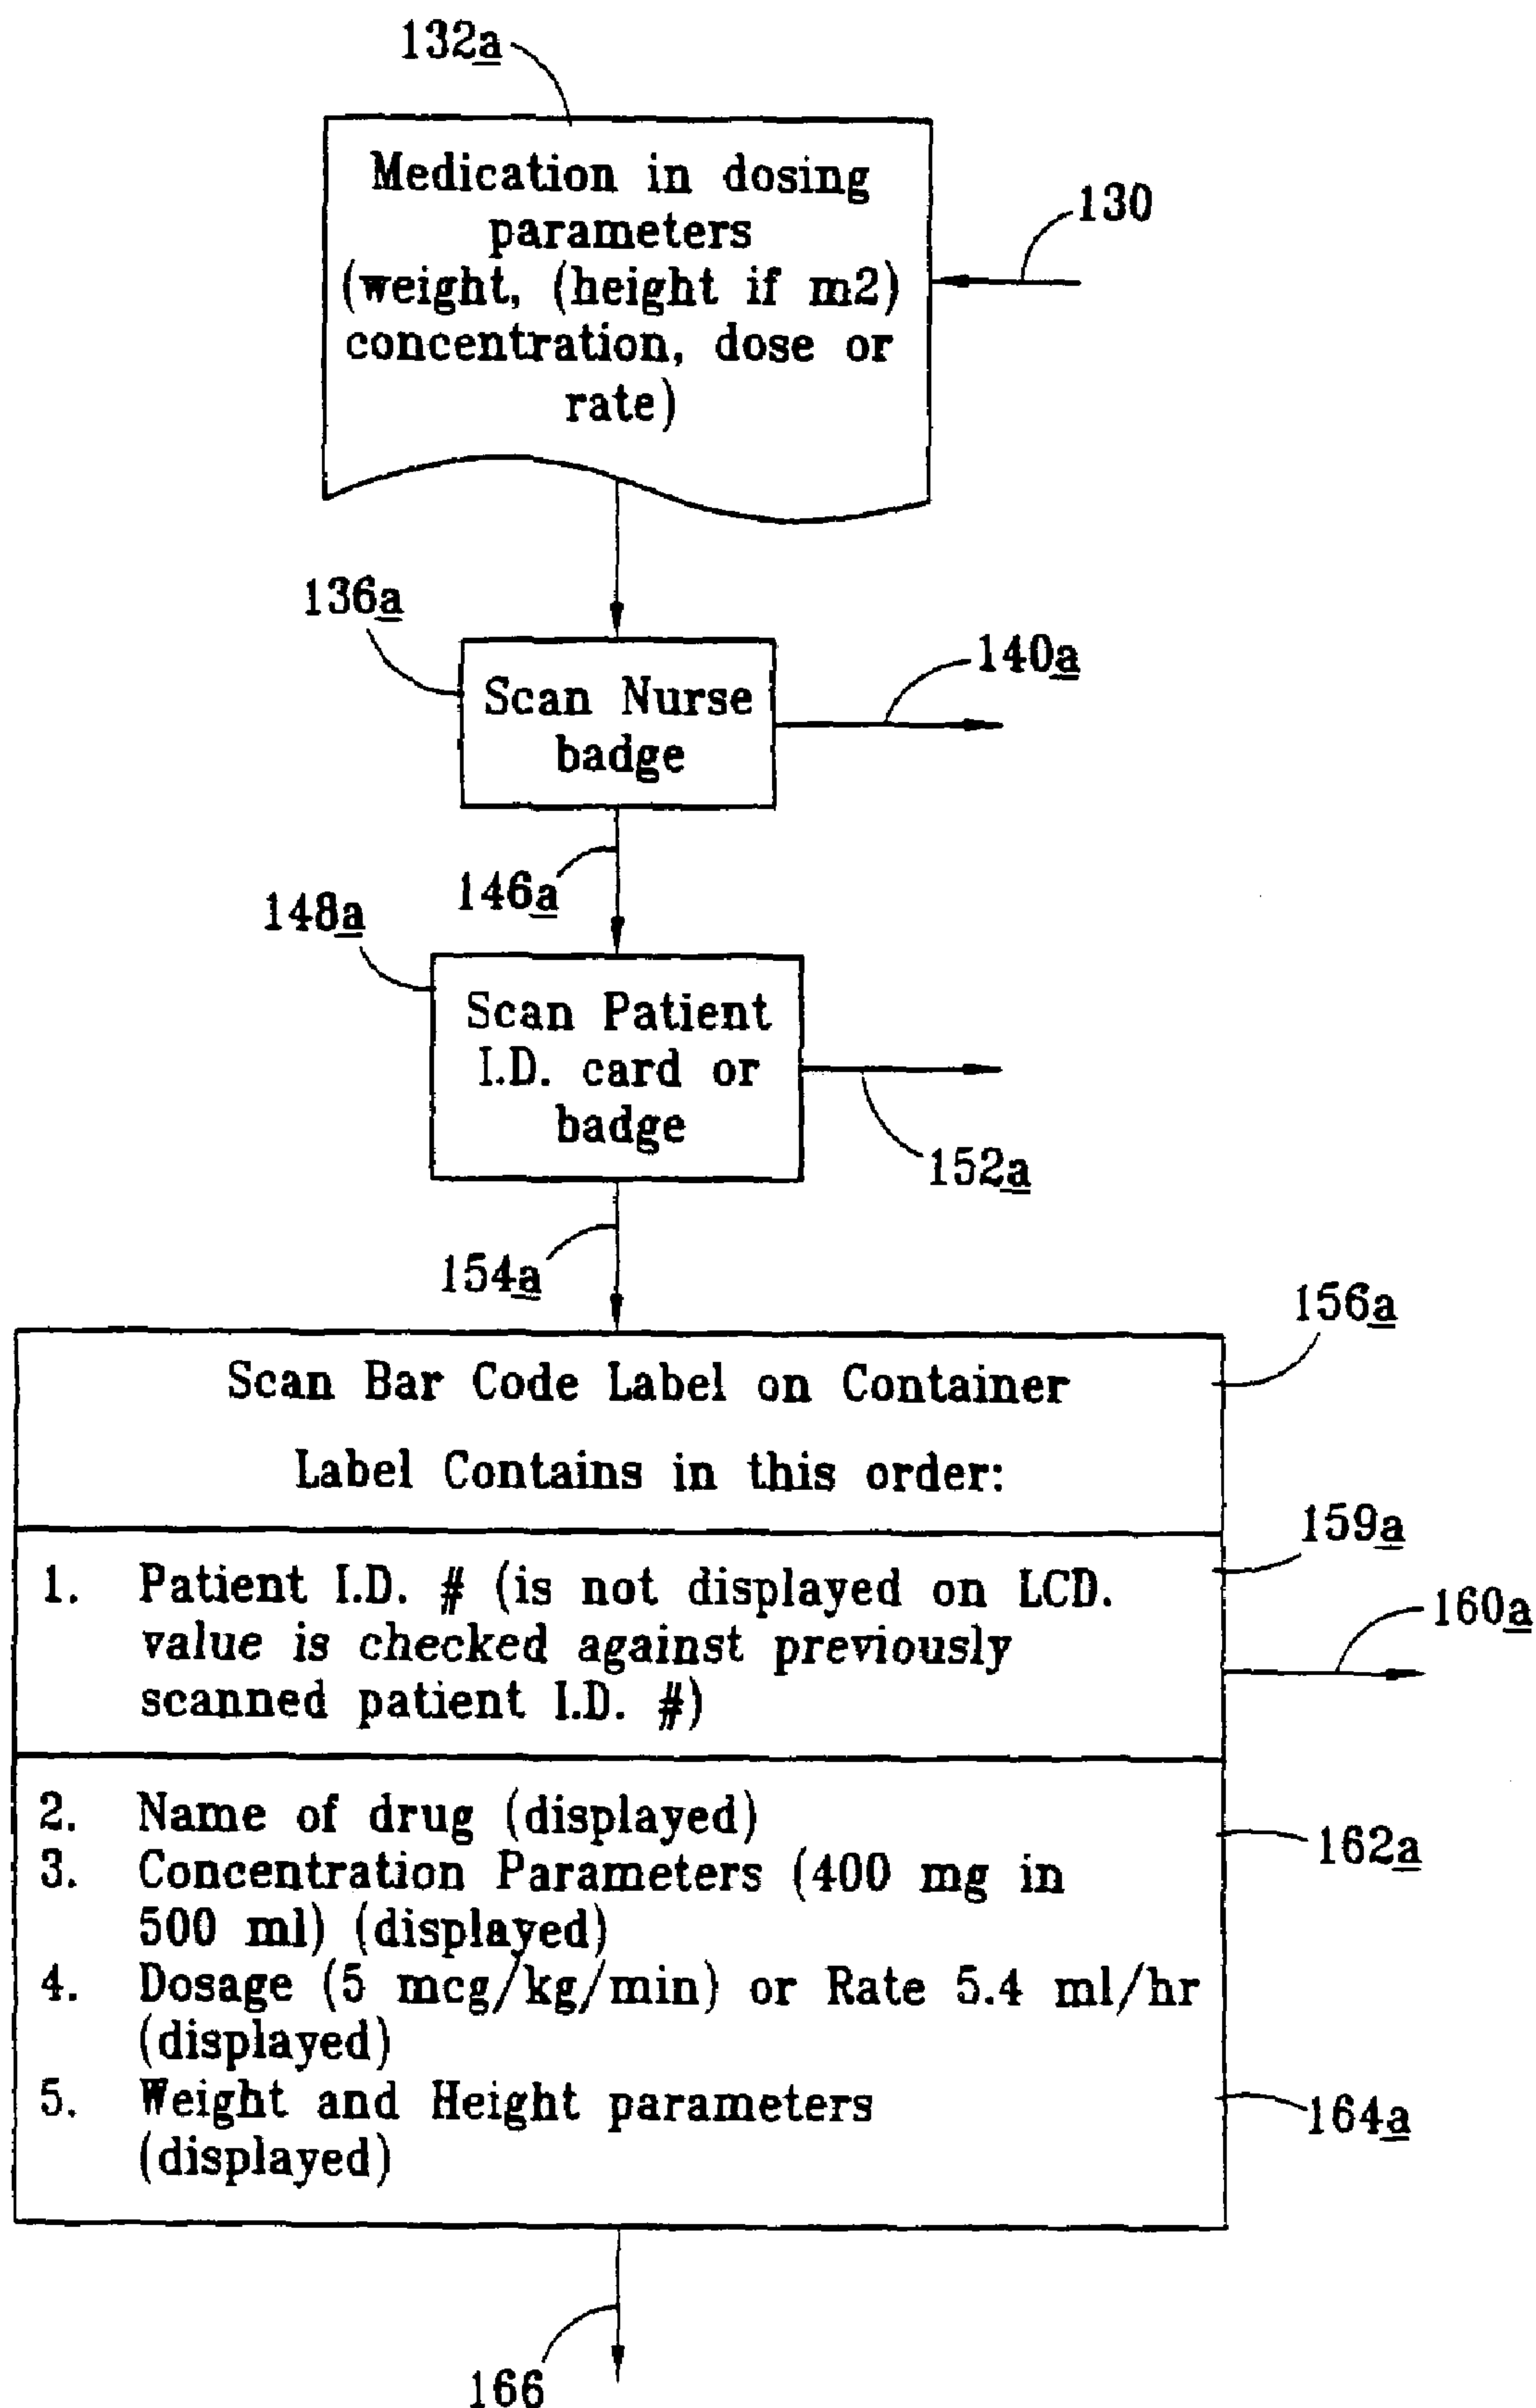 132a
Medication in dosing
parameters
(weight, (height if m2)
concentration, dose or
rate)
130
136a
Scan Nurse
badge
140a
146a
148a
Scan Patient
I.D. card or
badge
152a
154a
156a
Scan Bar Code Label on Container
Label Contains in this order:
159a
1. Patient I.D. # (is not displayed on LCD.
value is checked against previously
scanned patient I.D. #)
160a
2. Name of drug (displayed)
162a
3. Concentration Parameters (400 mg in
500 ml) (displayed)
4. Dosage (5 mcg/kg/min) or Rate 5.4 ml/hr
(displayed)
5. Weight and Height parameters
(displayed)
164a
166